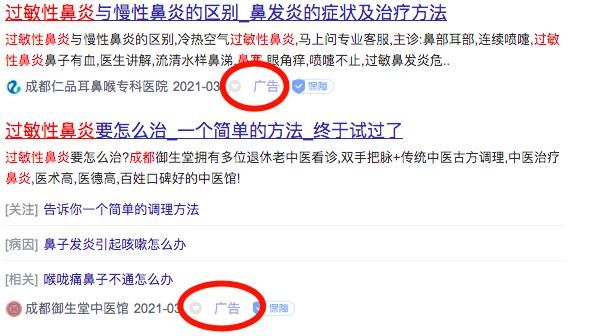 过敏性鼻炎与慢性鼻炎的区别_鼻发炎的症状及治疗方法
过敏性鼻炎与慢性鼻炎的区别,冷热空气过敏性鼻炎,马上问专业客服,主诊:鼻部耳部,连续喷嚏,过敏
性鼻炎鼻子有血,医生讲解,流清水样鼻涕,鼻塞,眼角痒,喷嚏不止,过敏鼻发炎危..
成都仁品耳鼻喉专科医院 2021-03 广告 保障
过敏性鼻炎要怎么治_一个简单的方法_终于试过了
过敏性鼻炎要怎么治?成都御生堂拥有多位退休老中医看诊,双手把脉+传统中医古方调理,中医治疗
鼻炎,医术高,医德高,百姓口碑好的中医馆!
[关注] 告诉你一个简单的调理方法
[病因] 鼻子发炎引起咳嗽怎么办
[相关] 喉咙痛鼻子不通怎么办
成都御生堂中医馆 2021-03 广告 保障